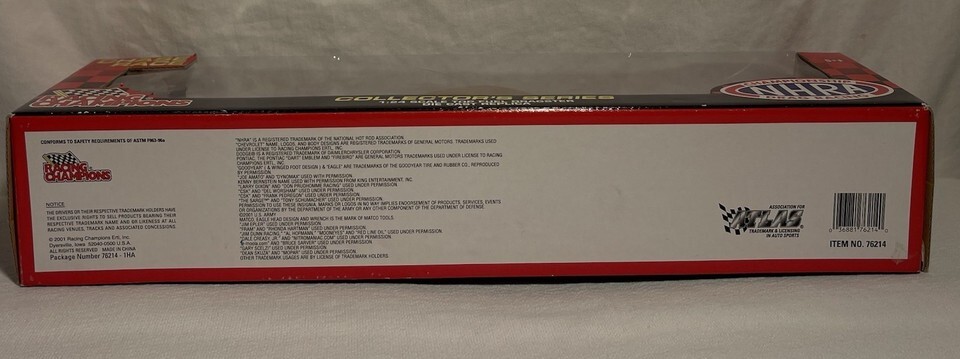 COLLECTOR'S SERIES
CHAMPIONSHIP
NHRA
DRAG RACING
CONFORMS TO SAFETY REQUIREMENTS OF ASTM
RACING
CHAMPIONS
NOTICE
THE DRIVERS OR THEIR RESPECTIVE TRADEMARK HOLDERS HAVE
THE EXCLUSIVE RIGHTS TO SELL PRODUCTS BEARING THEIR
RESPECTIVE TRADEMARK NAME AND OR LICENCES AT ALL
RACING VENUES, TRACKS AND ASSOCIATED CONCESSIONS.
© 2001 Racing Champions Ertl, Inc.
Dyersville, Iowa 52040-0500 U.S.A.
ALL RIGHTS RESERVED MADE IN CHINA
Package Number 76214 - 1HA
"NHRA" IS A REGISTERED TRADEMARK OF THE NATIONAL HOT ROD ASSOCIATION.
"CHEVROLET" NAME, LOGOS, AND BODY DESIGNS ARE REGISTERED TRADEMARKS OF GENERAL MOTORS. TRADEMARKS USED
UNDER LICENSE TO RACING CHAMPIONS ERTL, INC.
DODGE® IS A REGISTERED TRADEMARK OF DAIMLERCHRYSLER CORPORATION.
PONTIAC, THE PONTIAC "DART" EMBLEM AND "FIREBIRD" ARE GENERAL MOTORS TRADEMARKS USED UNDER LICENSE TO RACING
CHAMPIONS ERTL, INC.
"GOODYEAR" ( & WINGED FOOT DESIGN ) & "EAGLE" ARE TRADEMARKS OF THE GOODYEAR TIRE AND RUBBER CO., REPRODUCED
BY PERMISSION.
"JOE AMATO" AND "DYNOMAX" USED WITH PERMISSION.
KENNY BERNSTEIN NAME USED WITH PERMISSION FROM KING ENTERTAINMENT, INC.
"LARRY DIXON" AND "DON PRUDHOMME RACING" USED UNDER PERMISSION.
"CSK" AND "DEL WORSHAM" USED UNDER PERMISSION.
"CSK" AND "FRANK PEDREGON" USED UNDER PERMISSION.
"THE SARGE™" AND "TONY SCHUMACHER" USED UNDER PERMISSION.
PERMISSION TO USE THESE INSIGNIA, MARKS OR LOGOS IN NO WAY IMPLIES ENDORSEMENT OF PRODUCTS, SERVICES, EVENTS
OR ORGANIZATIONS BY THE DEPARTMENT OF THE ARMY OR ANY OTHER COMPONENT OF THE DEPARTMENT OF DEFENSE.
©2001 U.S. ARMY.
MATCO, EAGLE HEAD DESIGN AND WRENCH IS THE MARK OF MATCO TOOLS.
"JIM EPLER" USED UNDER PERMISSION.
"FRAM" AND "RHONDA HARTMAN" USED UNDER PERMISSION.
"JIM DUNN RACING", "AL HOFMANN", "MOONEYES" AND "RED LINE OIL" USED UNDER PERMISSION.
"DALE CREASY JR." AND "NITROMANIAC.COM" USED UNDER PERMISSION.
AND "BRUCE SARVER" USED UNDER PERMISSION.
"GARY SCELZI" USED UNDER PERMISSION.
"DEAN SKUZA" AND "MOPAR" USED UNDER PERMISSION.
OTHER TRADEMARKS USAGES ARE BY LICENSE OF TRADEMARK HOLDERS.
ASSOCIATION FOR
ATLAS
TRADEMARK & LICENSING
IN AUTO SPORTS
0 36881 76214 0
ITEM NO. 76214